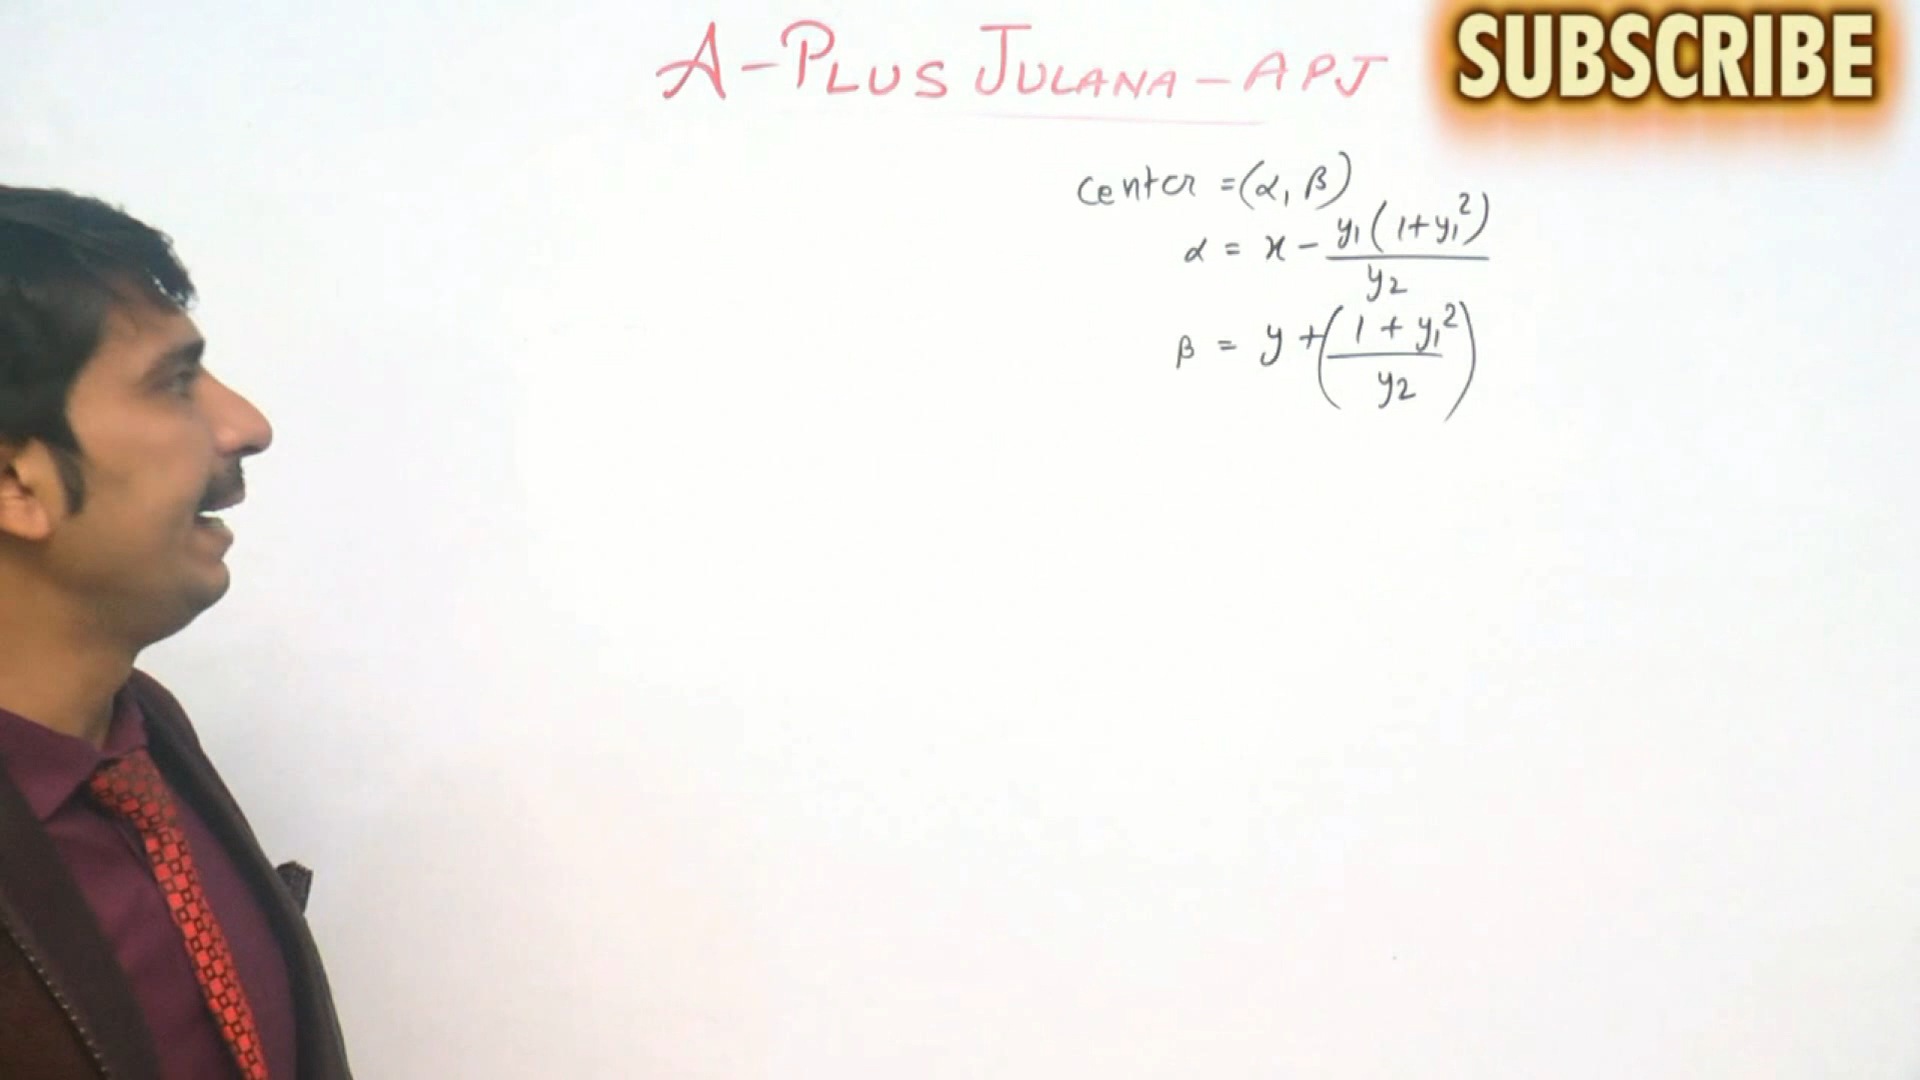 A-PLUS JULANA-APJ
SUBSCRIBE
center = (α, β)
α = x - y₁(1+y₁²)/y₂
β = y + (1+y₁²/y₂)